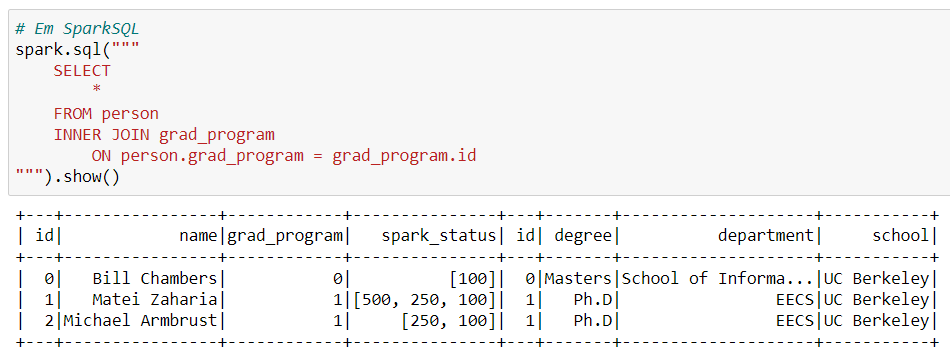 # Em SparkSQL
spark.sql("""
    SELECT
        *
    FROM person
    INNER JOIN grad_program
        ON person.grad_program = grad_program.id
""").show()
+---+----------------+------------+---------------+---+-------+--------------------+-----------+
| id|            name|grad_program|   spark_status| id| degree|          department|     school|
+---+----------------+------------+---------------+---+-------+--------------------+-----------+
|  0|   Bill Chambers|           0|          [100]|  0|Masters|School of Informa...|UC Berkeley|
|  1|   Matei Zaharia|           1|[500, 250, 100]|  1|   Ph.D|                EECS|UC Berkeley|
|  2|Michael Armbrust|           1|     [250, 100]|  1|   Ph.D|                EECS|UC Berkeley|
+---+----------------+------------+---------------+---+-------+--------------------+-----------+